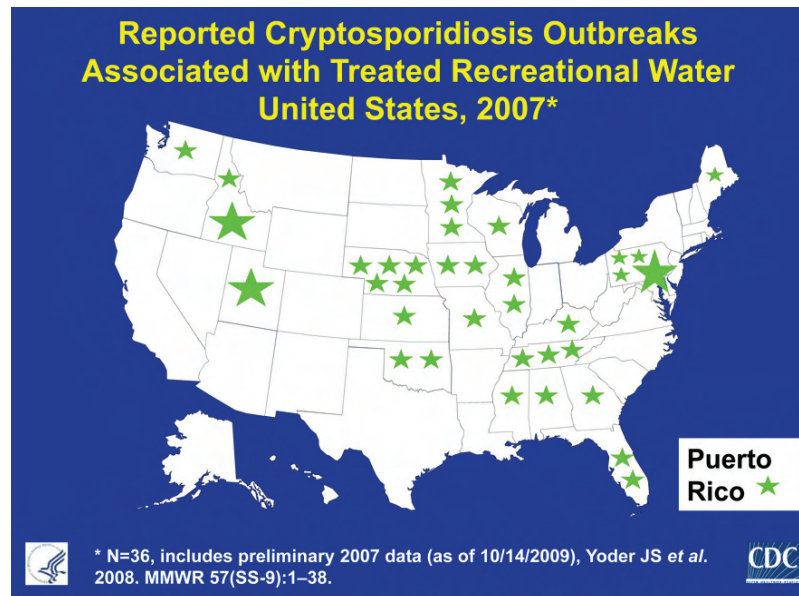 Reported Cryptosporidiosis Outbreaks
Associated with Treated Recreational Water
United States, 2007*
Puerto
Rico
* N=36, includes preliminary 2007 data (as of 10/14/2009), Yoder JS et al.
2008. MMWR 57(SS-9):1–38.
CDC